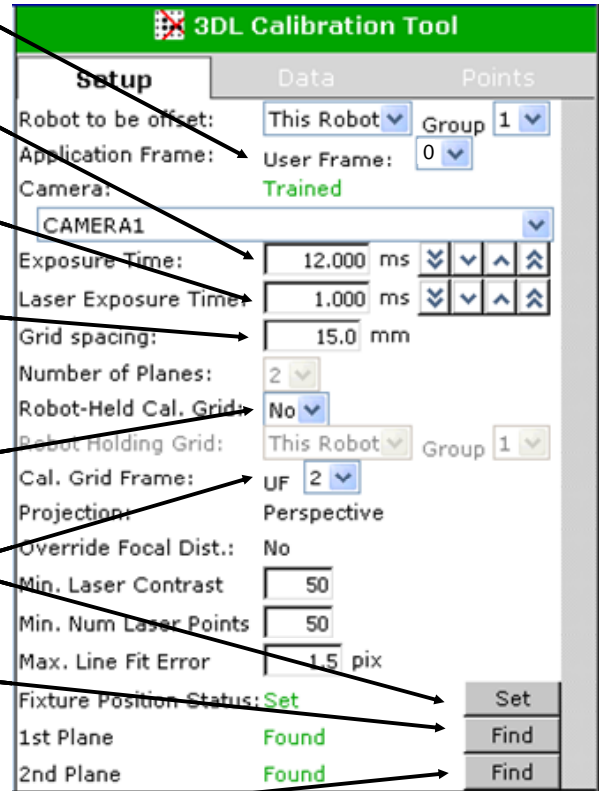 3DL Calibration Tool
Setup Data Points
Robot to be offset: This Robot Group 1
Application Frame: User Frame: 0
Camera: Trained
CAMERA1
Exposure Time: 12.000 ms
Laser Exposure Time: 1.000 ms
Grid spacing: 15.0 mm
Number of Planes: 2
Robot-Held Cal. Grid: No
Robot Holding Grid: This Robot Group 1
Cal. Grid Frame: UF 2
Projection: Perspective
Override Focal Dist.: No
Min. Laser Contrast 50
Min. Num Laser Points 50
Max. Line Fit Error 1.5 pix
Fixture Position Status: Set Set
1st Plane Found Find
2nd Plane Found Find